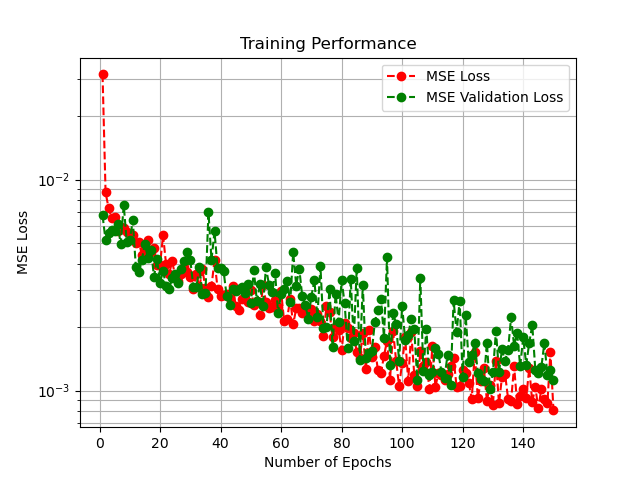 Training Performance
MSE Loss
MSE Validation Loss
MSE Loss
10⁻²
10⁻³
0 20 40 60 80 100 120 140
Number of Epochs